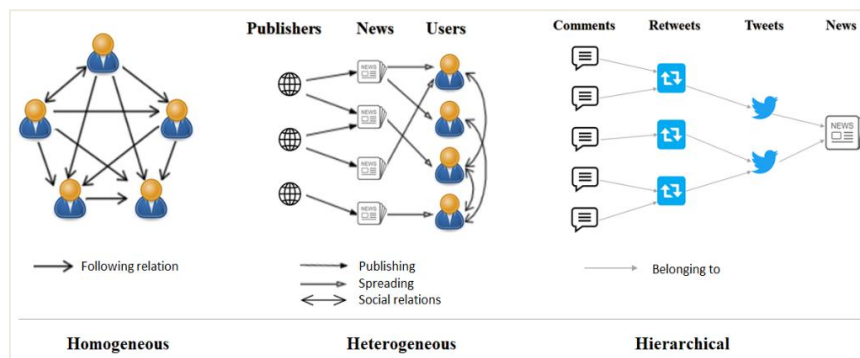 Publishers News Users
Comments Retweets Tweets News
NEWS
NEWS
NEWS
NEWS
NEWS
Following relation
Publishing
Spreading
Social relations
Belonging to
Homogeneous Heterogeneous Hierarchical